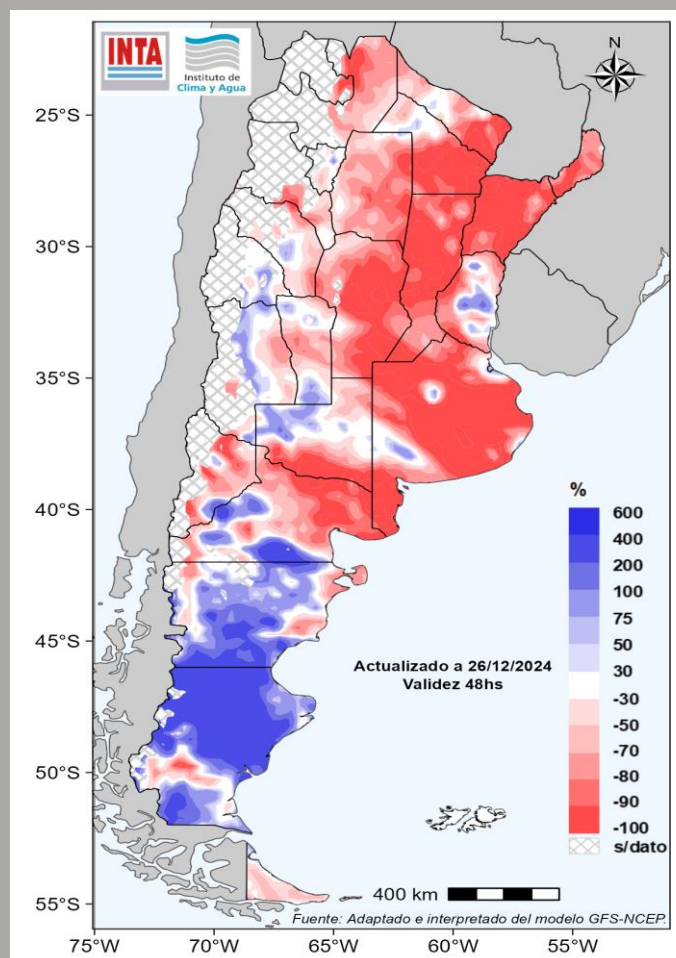 INTA
Instituto de
Clima y Agua
N
25°S
30°S
35°S
40°S
45°S
50°S
55°S
%
600
400
200
100
75
50
30
-30
-50
-70
-80
-90
-100
s/dato
Actualizado a 26/12/2024
Validez 48hs
400 km
Fuente: Adaptado e interpretado del modelo GFS-NCEP.
75°W
70°W
65°W
60°W
55°W